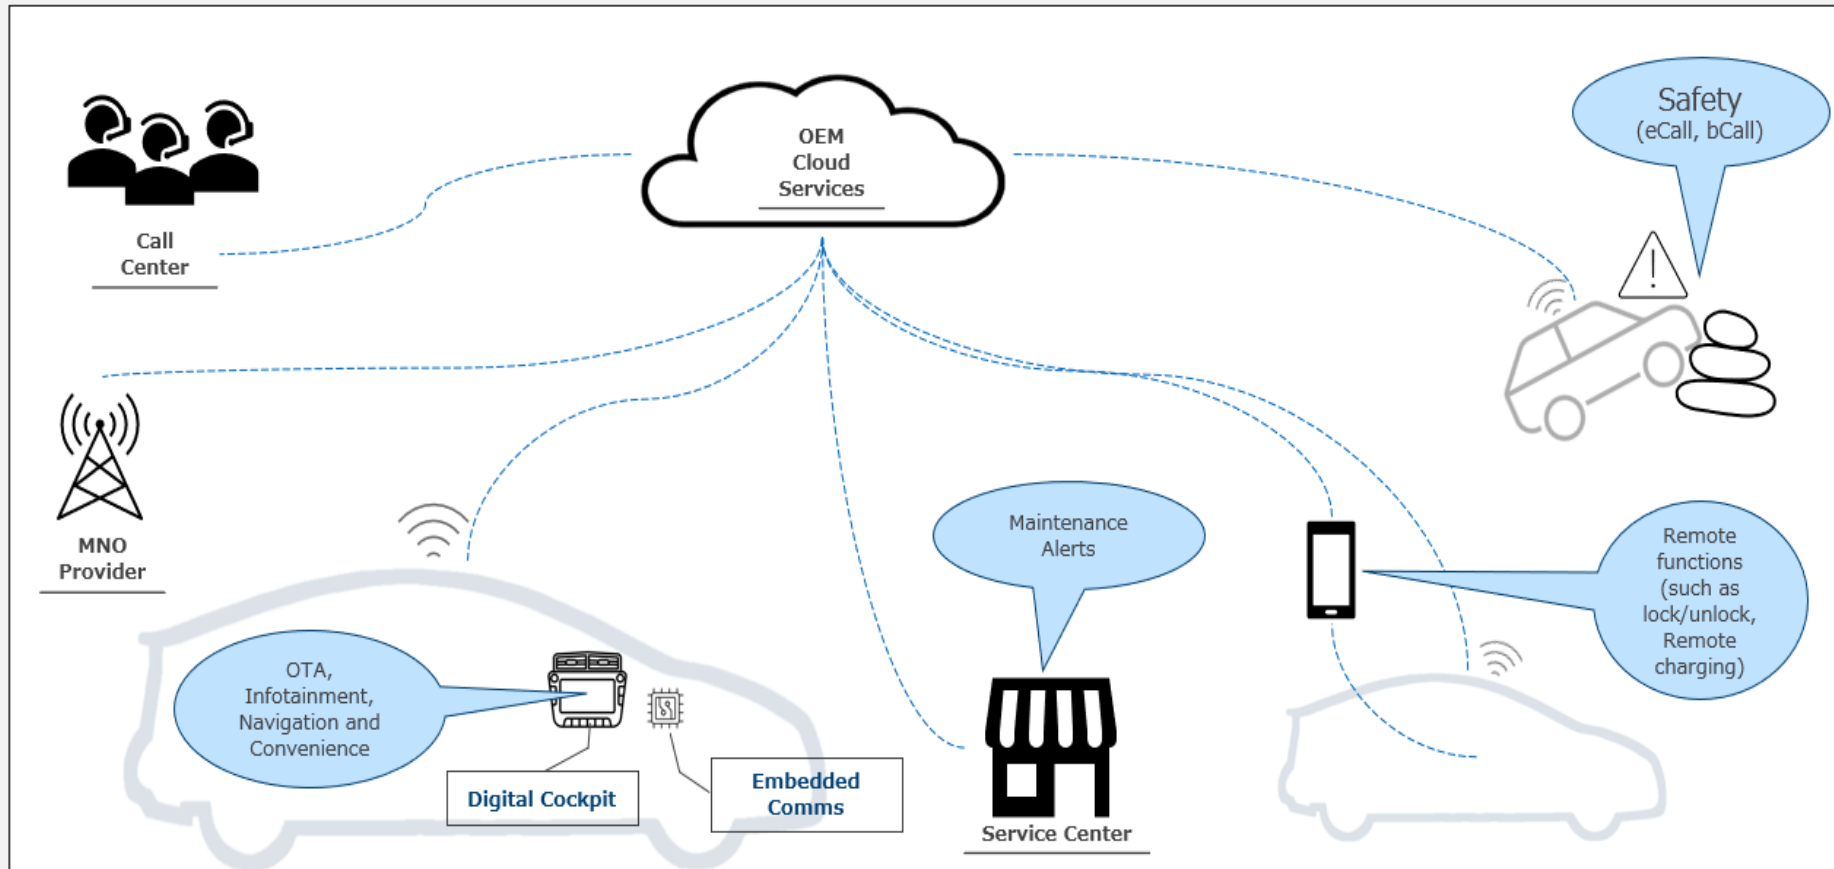 OEM
Cloud
Services
Safety
(eCall, bCall)
Call
Center
MNO
Provider
Maintenance
Alerts
Remote
functions
(such as
lock/unlock,
Remote
charging)
OTA,
Infotainment,
Navigation and
Convenience
Digital Cockpit
Embedded
Comms
Service Center